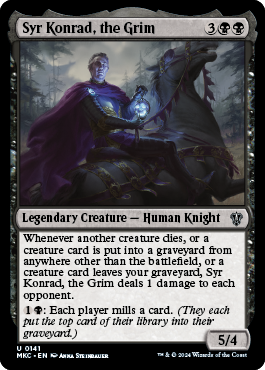 Syr Konrad, the Grim 3
Legendary Creature — Human Knight
Whenever another creature dies, or a
creature card is put into a graveyard from
anywhere other than the battlefield, or a
creature card leaves your graveyard, Syr
Konrad, the Grim deals 1 damage to each
opponent.
1: Each player mills a card. (They each
put the top card of their library into their
graveyard.)
5/4
U 0141
MKC • EN Anna Steinbauer
™ & © 2024 Wizards of the Coast